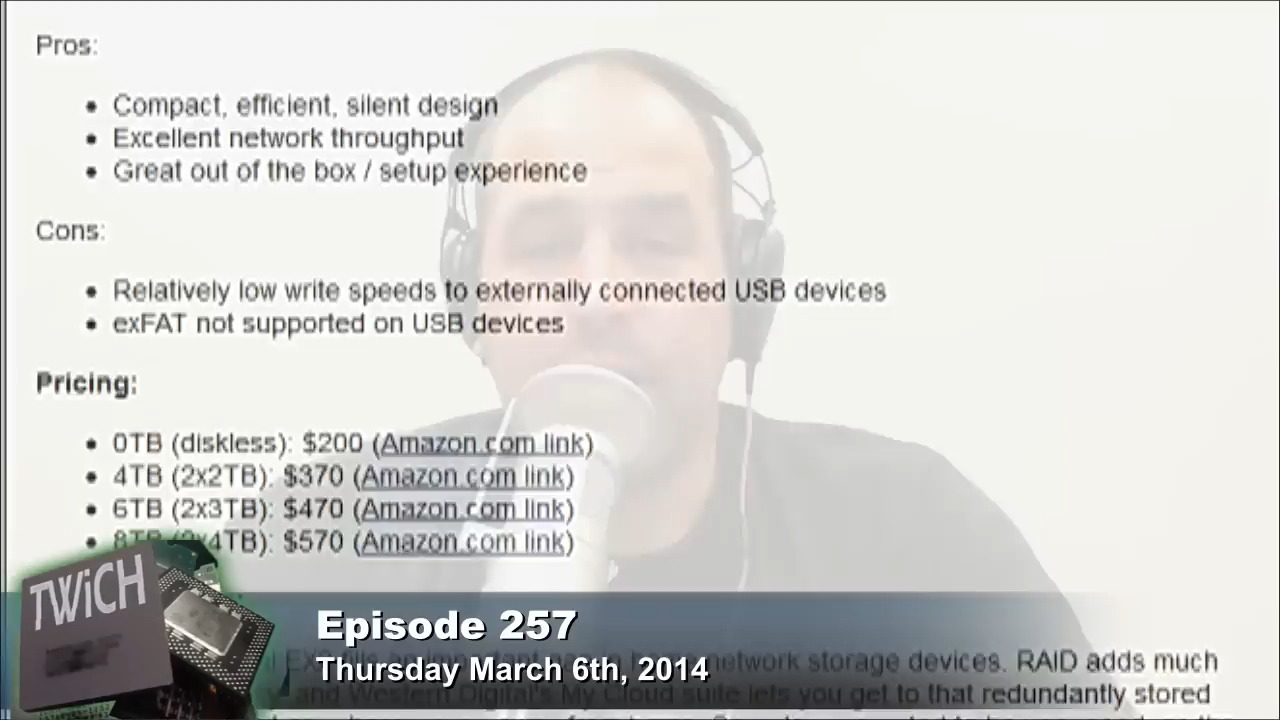 Pros:
Compact, efficient, silent design
Excellent network throughput
Great out of the box / setup experience
Cons:
Relatively low write speeds to externally connected USB devices
exFAT not supported on USB devices
Pricing:
0TB (diskless): $200 (Amazon.com link)
4TB (2x2TB): $370 (Amazon.com link)
6TB (2x3TB): $470 (Amazon.com link)
8TB (2x4TB): $570 (Amazon.com link)
TWiCH
Episode 257
Thursday March 6th, 2014
network storage devices. RAID adds much
and Western Digital's My Cloud suite lets you get to that redundantly stored